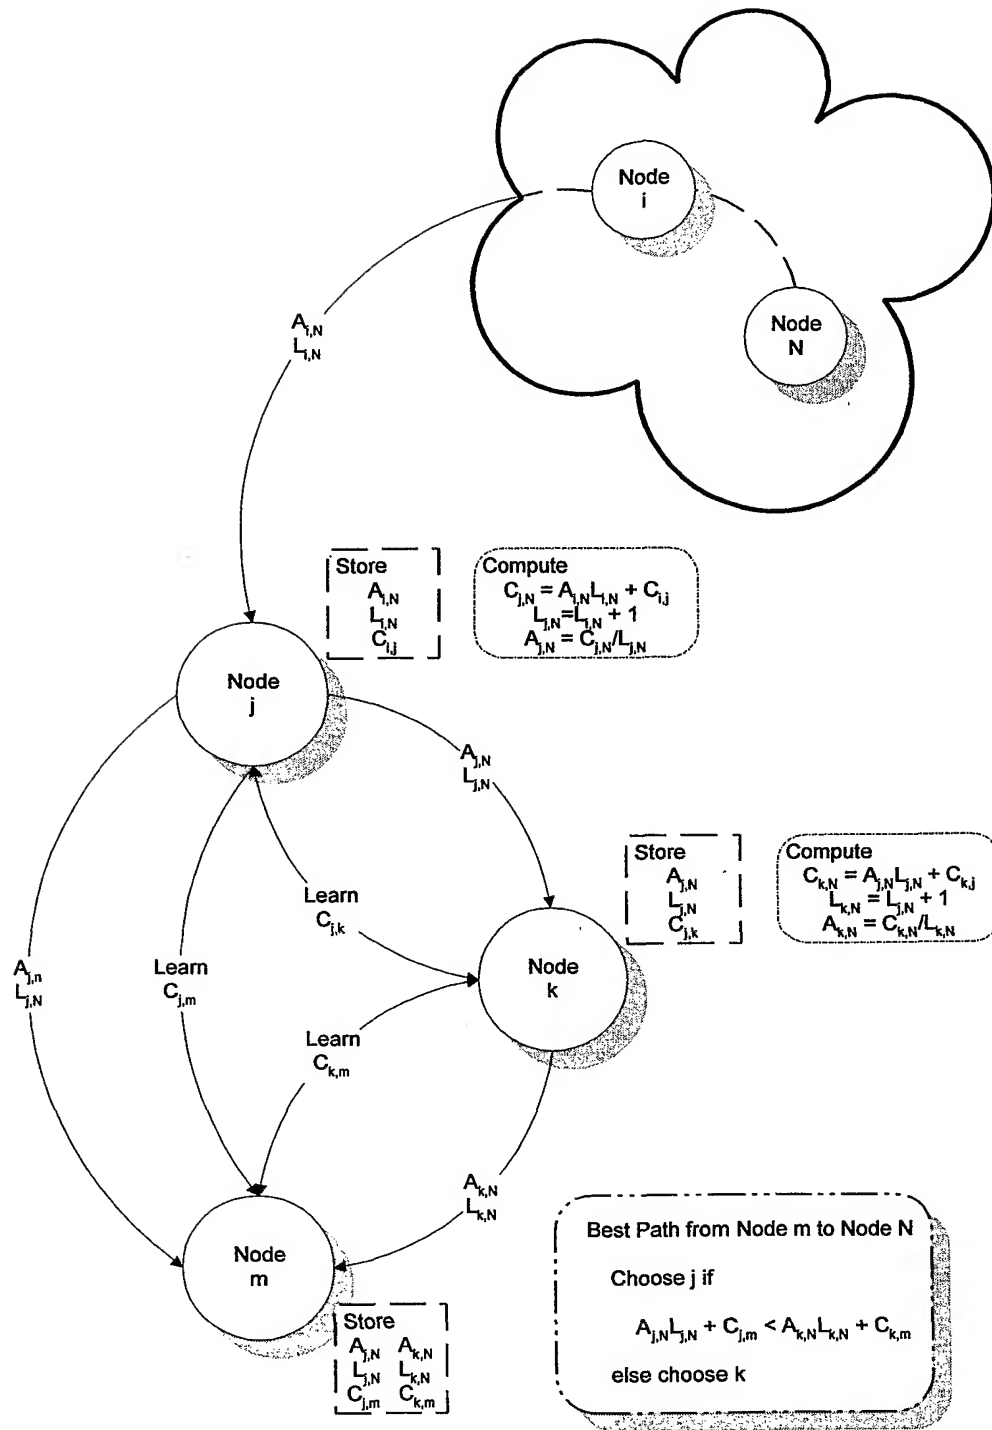 Node
i
Node
N
A_{i,N}
L_{i,N}
Store
A_{i,N}
L_{i,N}
C_{i,j}
Compute
C_{j,N} = A_{i,N}L_{i,N} + C_{i,j}
L_{j,N}=L_{i,N} + 1
A_{j,N} = C_{j,N}/L_{j,N}
Node
j
A_{j,N}
L_{j,N}
Store
A_{j,N}
L_{j,N}
C_{j,k}
Compute
C_{k,N} = A_{j,N}L_{j,N} + C_{k,j}
L_{k,N} = L_{j,N} + 1
A_{k,N} = C_{k,N}/L_{k,N}
Learn
C_{j,k}
A_{j,n}
L_{j,N}
Learn
C_{j,m}
Node
k
Learn
C_{k,m}
A_{k,N}
L_{k,N}
Node
m
Store
A_{j,N} A_{k,N}
L_{j,N} L_{k,N}
C_{j,m} C_{k,m}
Best Path from Node m to Node N
Choose j if
A_{j,N}L_{j,N} + C_{j,m} < A_{k,N}L_{k,N} + C_{k,m}
else choose k